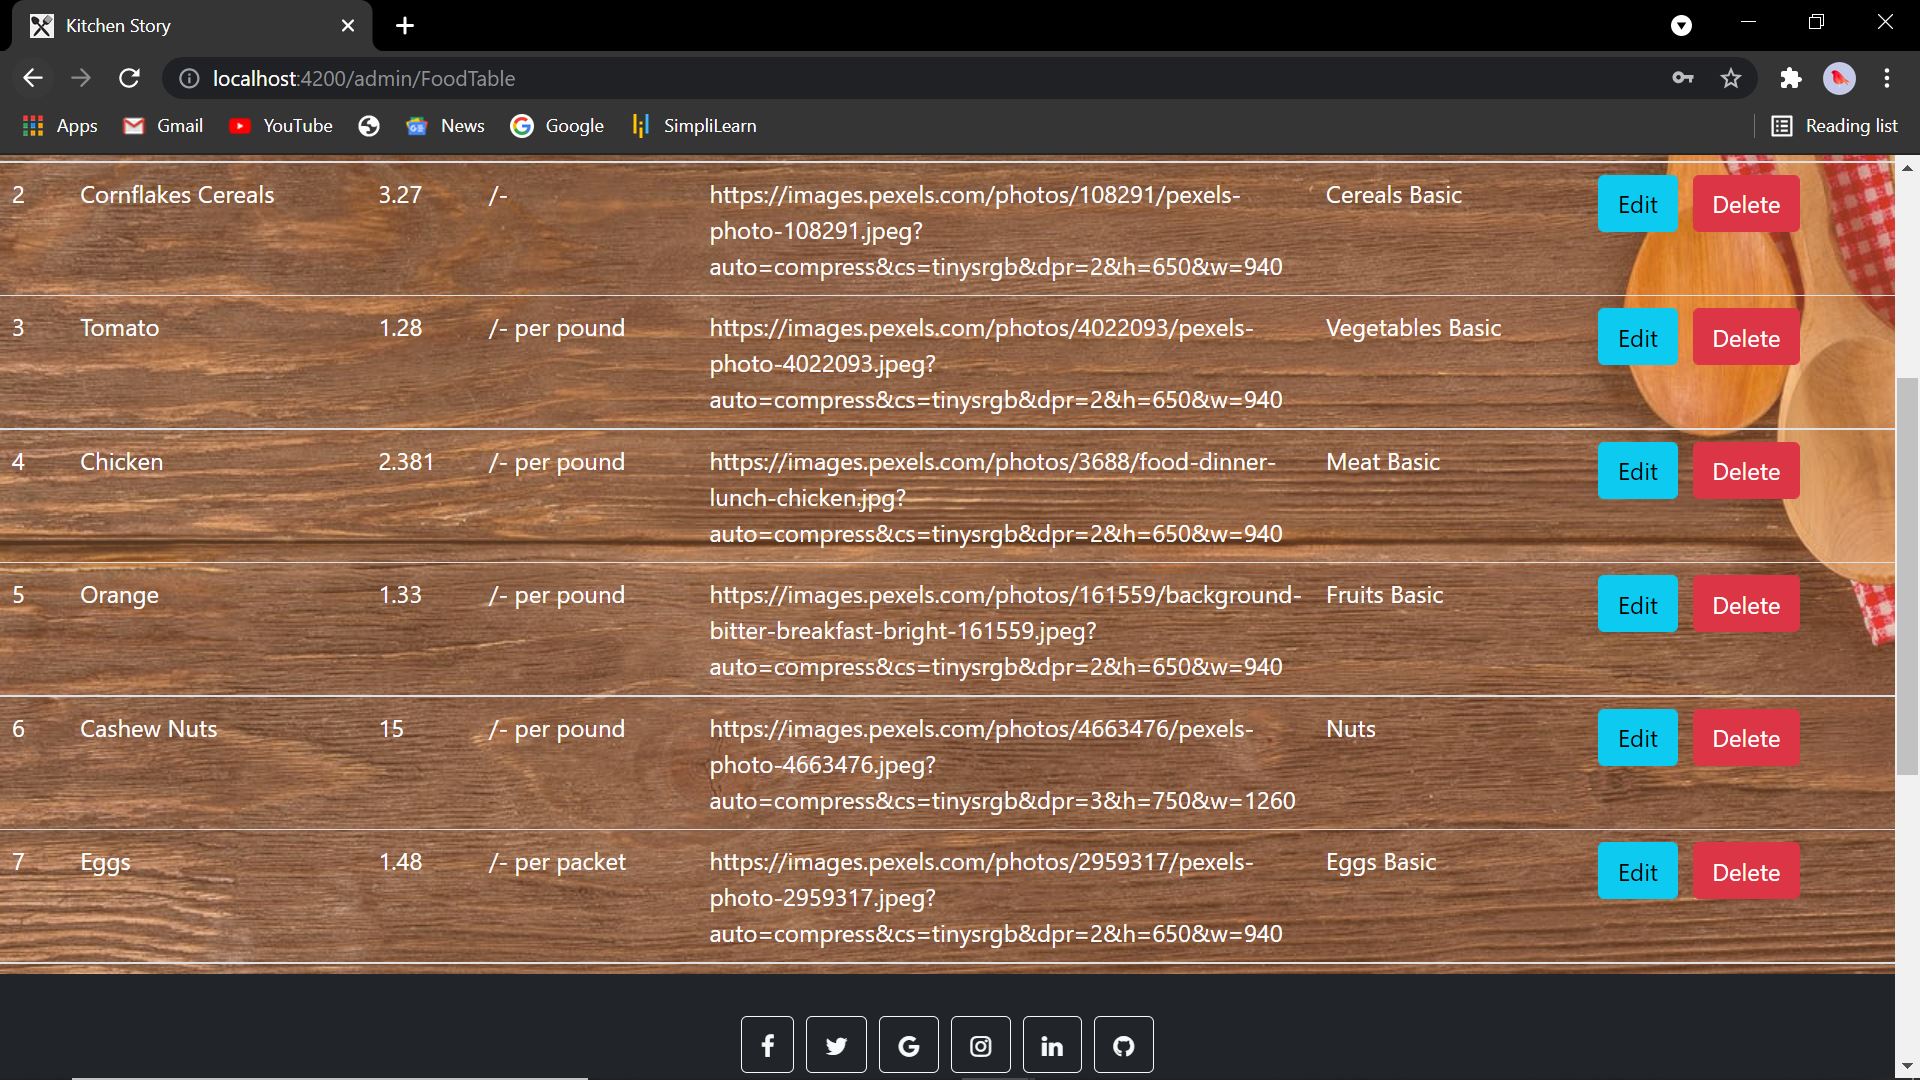 Kitchen Story
localhost:4200/admin/FoodTable
Apps Gmail YouTube News Google SimpliLearn Reading list
2 Cornflakes Cereals 3.27 /- https://images.pexels.com/photos/108291/pexels- Cereals Basic Edit Delete
photo-108291.jpeg?
auto=compress&cs=tinysrgb&dpr=2&h=650&w=940
3 Tomato 1.28 /- per pound https://images.pexels.com/photos/4022093/pexels- Vegetables Basic Edit Delete
photo-4022093.jpeg?
auto=compress&cs=tinysrgb&dpr=2&h=650&w=940
4 Chicken 2.381 /- per pound https://images.pexels.com/photos/3688/food-dinner- Meat Basic Edit Delete
lunch-chicken.jpg?
auto=compress&cs=tinysrgb&dpr=2&h=650&w=940
5 Orange 1.33 /- per pound https://images.pexels.com/photos/161559/background- Fruits Basic Edit Delete
bitter-breakfast-bright-161559.jpeg?
auto=compress&cs=tinysrgb&dpr=2&h=650&w=940
6 Cashew Nuts 15 /- per pound https://images.pexels.com/photos/4663476/pexels- Nuts Edit Delete
photo-4663476.jpeg?
auto=compress&cs=tinysrgb&dpr=3&h=750&w=1260
7 Eggs 1.48 /- per packet https://images.pexels.com/photos/2959317/pexels- Eggs Basic Edit Delete
photo-2959317.jpeg?
auto=compress&cs=tinysrgb&dpr=2&h=650&w=940